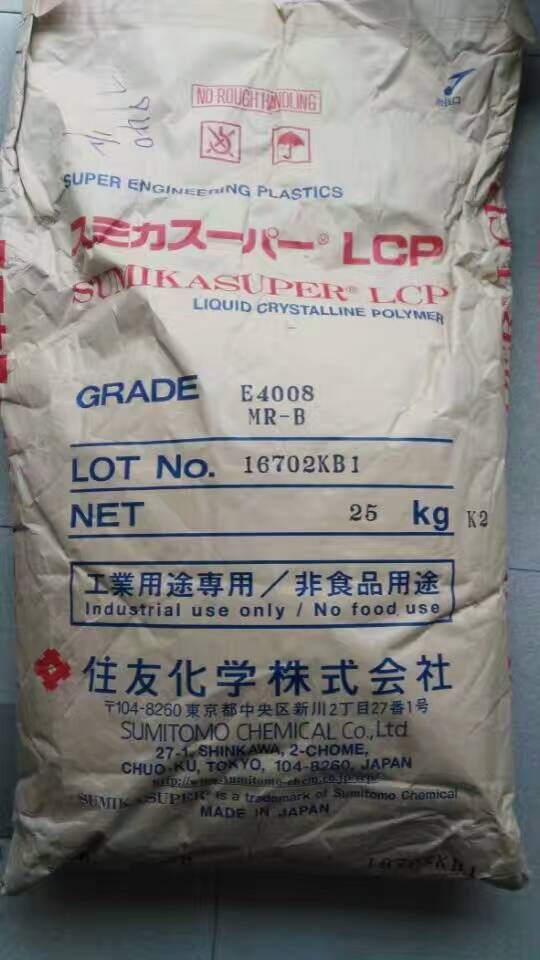 NO ROUGH HANDLING
SUPER ENGINEERING PLASTICS
スミカスーパー® LCP
SUMIKASUPER® LCP
LIQUID CRYSTALLINE POLYMER
GRADE E4008
MR-B
LOT No. 16702KB1
NET 25 kg K2
工業用途専用／非食品用途
Industrial use only / No food use
住友化学株式会社
〒104-8260 東京都中央区新川2丁目27番1号
SUMITOMO CHEMICAL Co., Ltd
27-1, SHINKAWA, 2-CHOME,
CHUO-KU, TOKYO, 104-8260, JAPAN
SUMIKASUPER® is a trademark of Sumitomo Chemical
MADE IN JAPAN
16702KB1